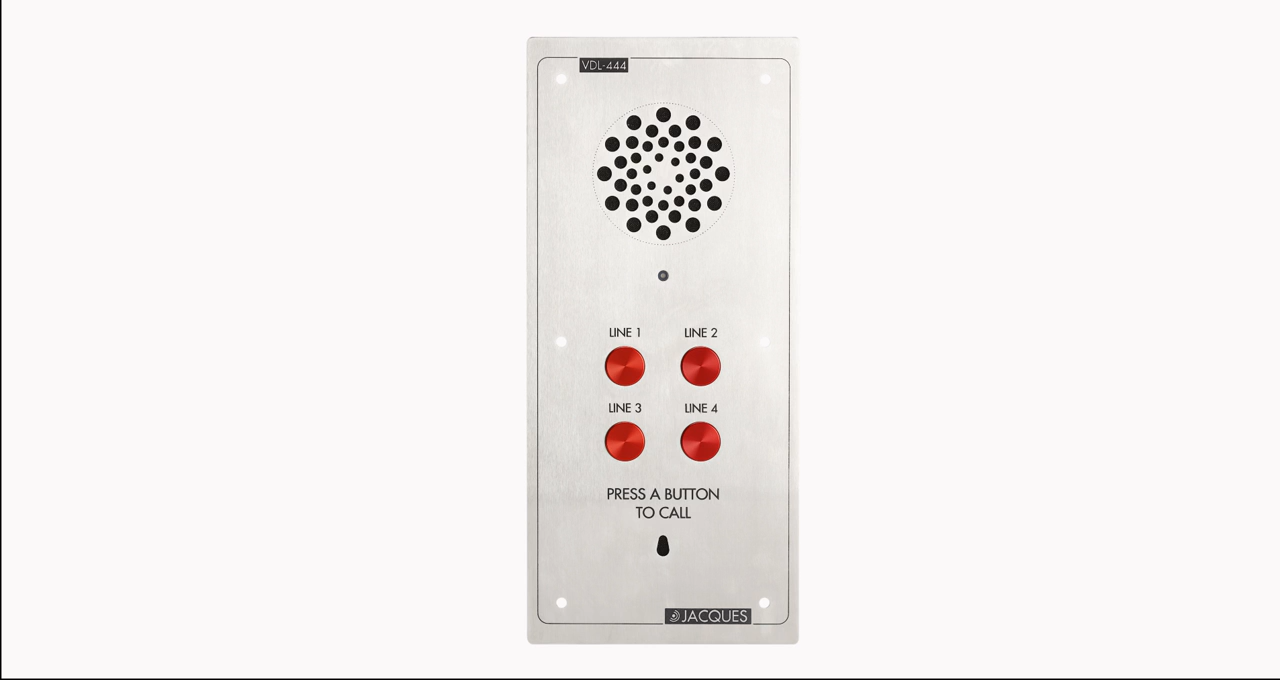 VDL-444
LINE 1 LINE 2
LINE 3 LINE 4
PRESS A BUTTON
TO CALL
JACQUES